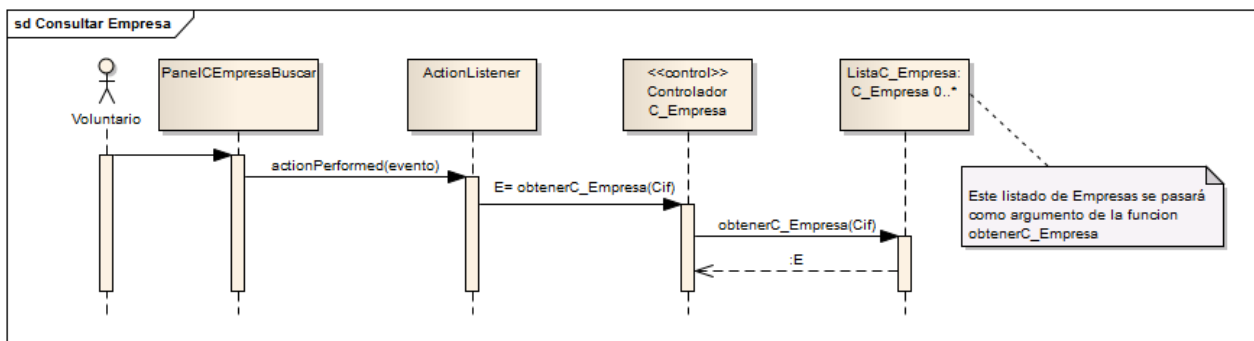 sd Consultar Empresa
Voluntario
PanelCEmpresaBuscar
ActionListener
<<control>>
Controlador
C_Empresa
ListaC_Empresa:
C_Empresa 0..*
actionPerformed(evento)
E= obtenerC_Empresa(Cif)
obtenerC_Empresa(Cif)
:E
Este listado de Empresas se pasará
como argumento de la funcion
obtenerC_Empresa